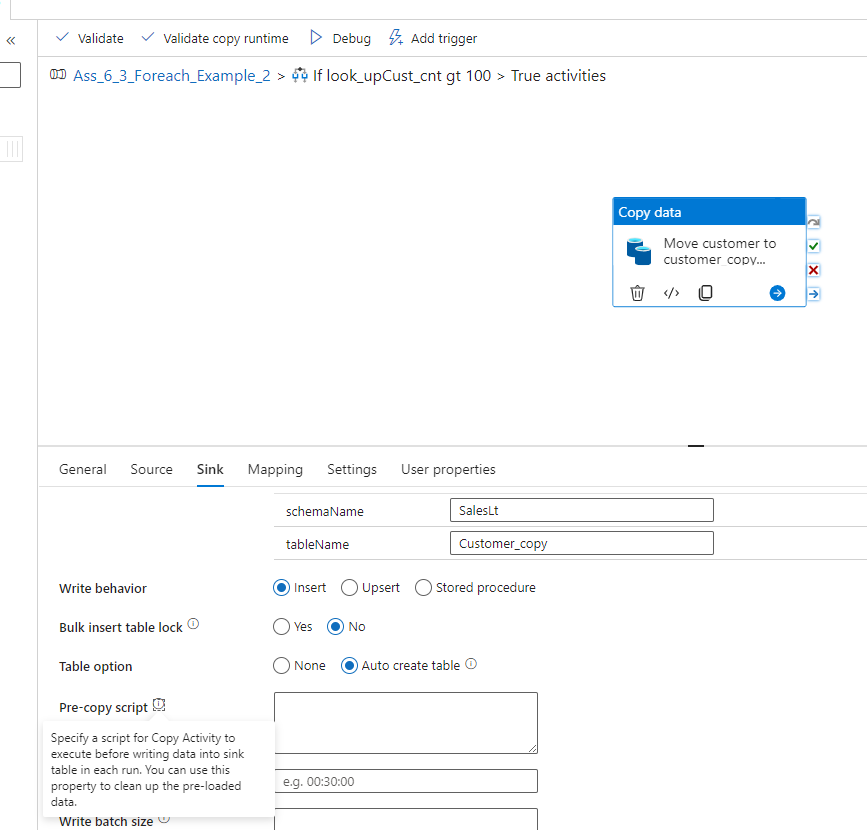 «
Validate
Validate copy runtime
Debug
Add trigger
Ass_6_3_Foreach_Example_2 > If look_upCust_cnt gt 100 > True activities
Copy data
Move customer to
customer_copy...
General
Source
Sink
Mapping
Settings
User properties
schemaName
SalesLt
tableName
Customer_copy
Write behavior
Insert
Upsert
Stored procedure
Bulk insert table lock
Yes
No
Table option
None
Auto create table
Pre-copy script
Specify a script for Copy Activity to
execute before writing data into sink
table in each run. You can use this
property to clean up the pre-loaded
data.
e.g. 00:30:00
Write batch size